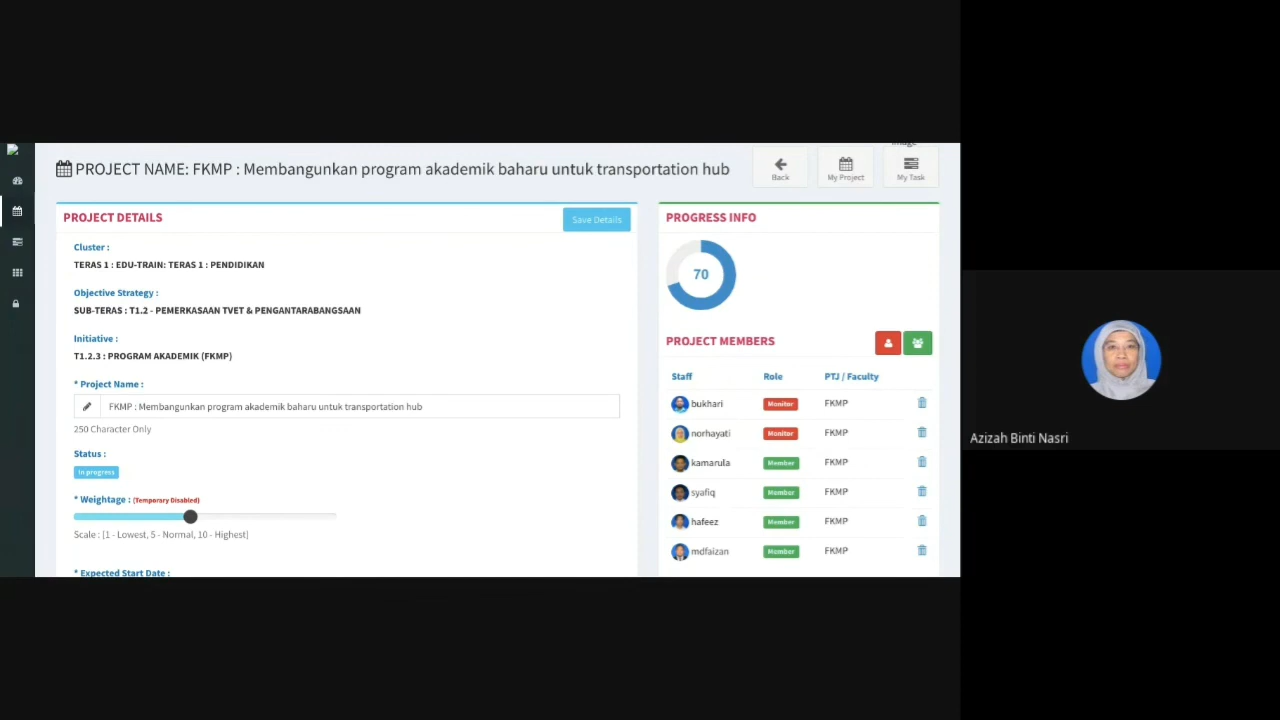 PROJECT NAME: FKMP : Membangunkan program akademik baharu untuk transportation hub
Back
My Project
My Task
PROJECT DETAILS
Save Details
Cluster :
TERAS 1 : EDU-TRAIN: TERAS 1 : PENDIDIKAN
Objective Strategy :
SUB-TERAS : T1.2 - PEMERKASAAN TVET & PENGANTARABANGSAAN
Initiative :
T1.2.3 : PROGRAM AKADEMIK (FKMP)
* Project Name :
FKMP : Membangunkan program akademik baharu untuk transportation hub
250 Character Only
Status :
In progress
* Weightage : (Temporary Disabled)
Scale : [1 - Lowest, 5 - Normal, 10 - Highest]
* Expected Start Date :
PROGRESS INFO
70
PROJECT MEMBERS
Staff Role PTJ / Faculty
bukhari Monitor FKMP
norhayati Monitor FKMP
kamarula Member FKMP
syafiq Member FKMP
hafeez Member FKMP
mdfaizan Member FKMP
Azizah Binti Nasri